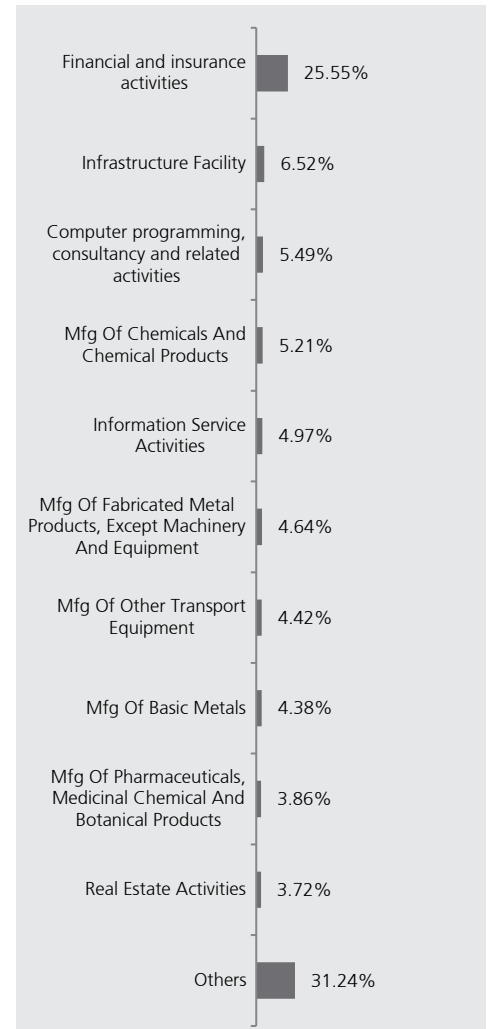 Financial and insurance
activities
25.55%
Infrastructure Facility
6.52%
Computer programming,
consultancy and related
activities
5.49%
Mfg Of Chemicals And
Chemical Products
5.21%
Information Service
Activities
4.97%
Mfg Of Fabricated Metal
Products, Except Machinery
And Equipment
4.64%
Mfg Of Other Transport
Equipment
4.42%
Mfg Of Basic Metals
4.38%
Mfg Of Pharmaceuticals,
Medicinal Chemical And
Botanical Products
3.86%
Real Estate Activities
3.72%
Others
31.24%